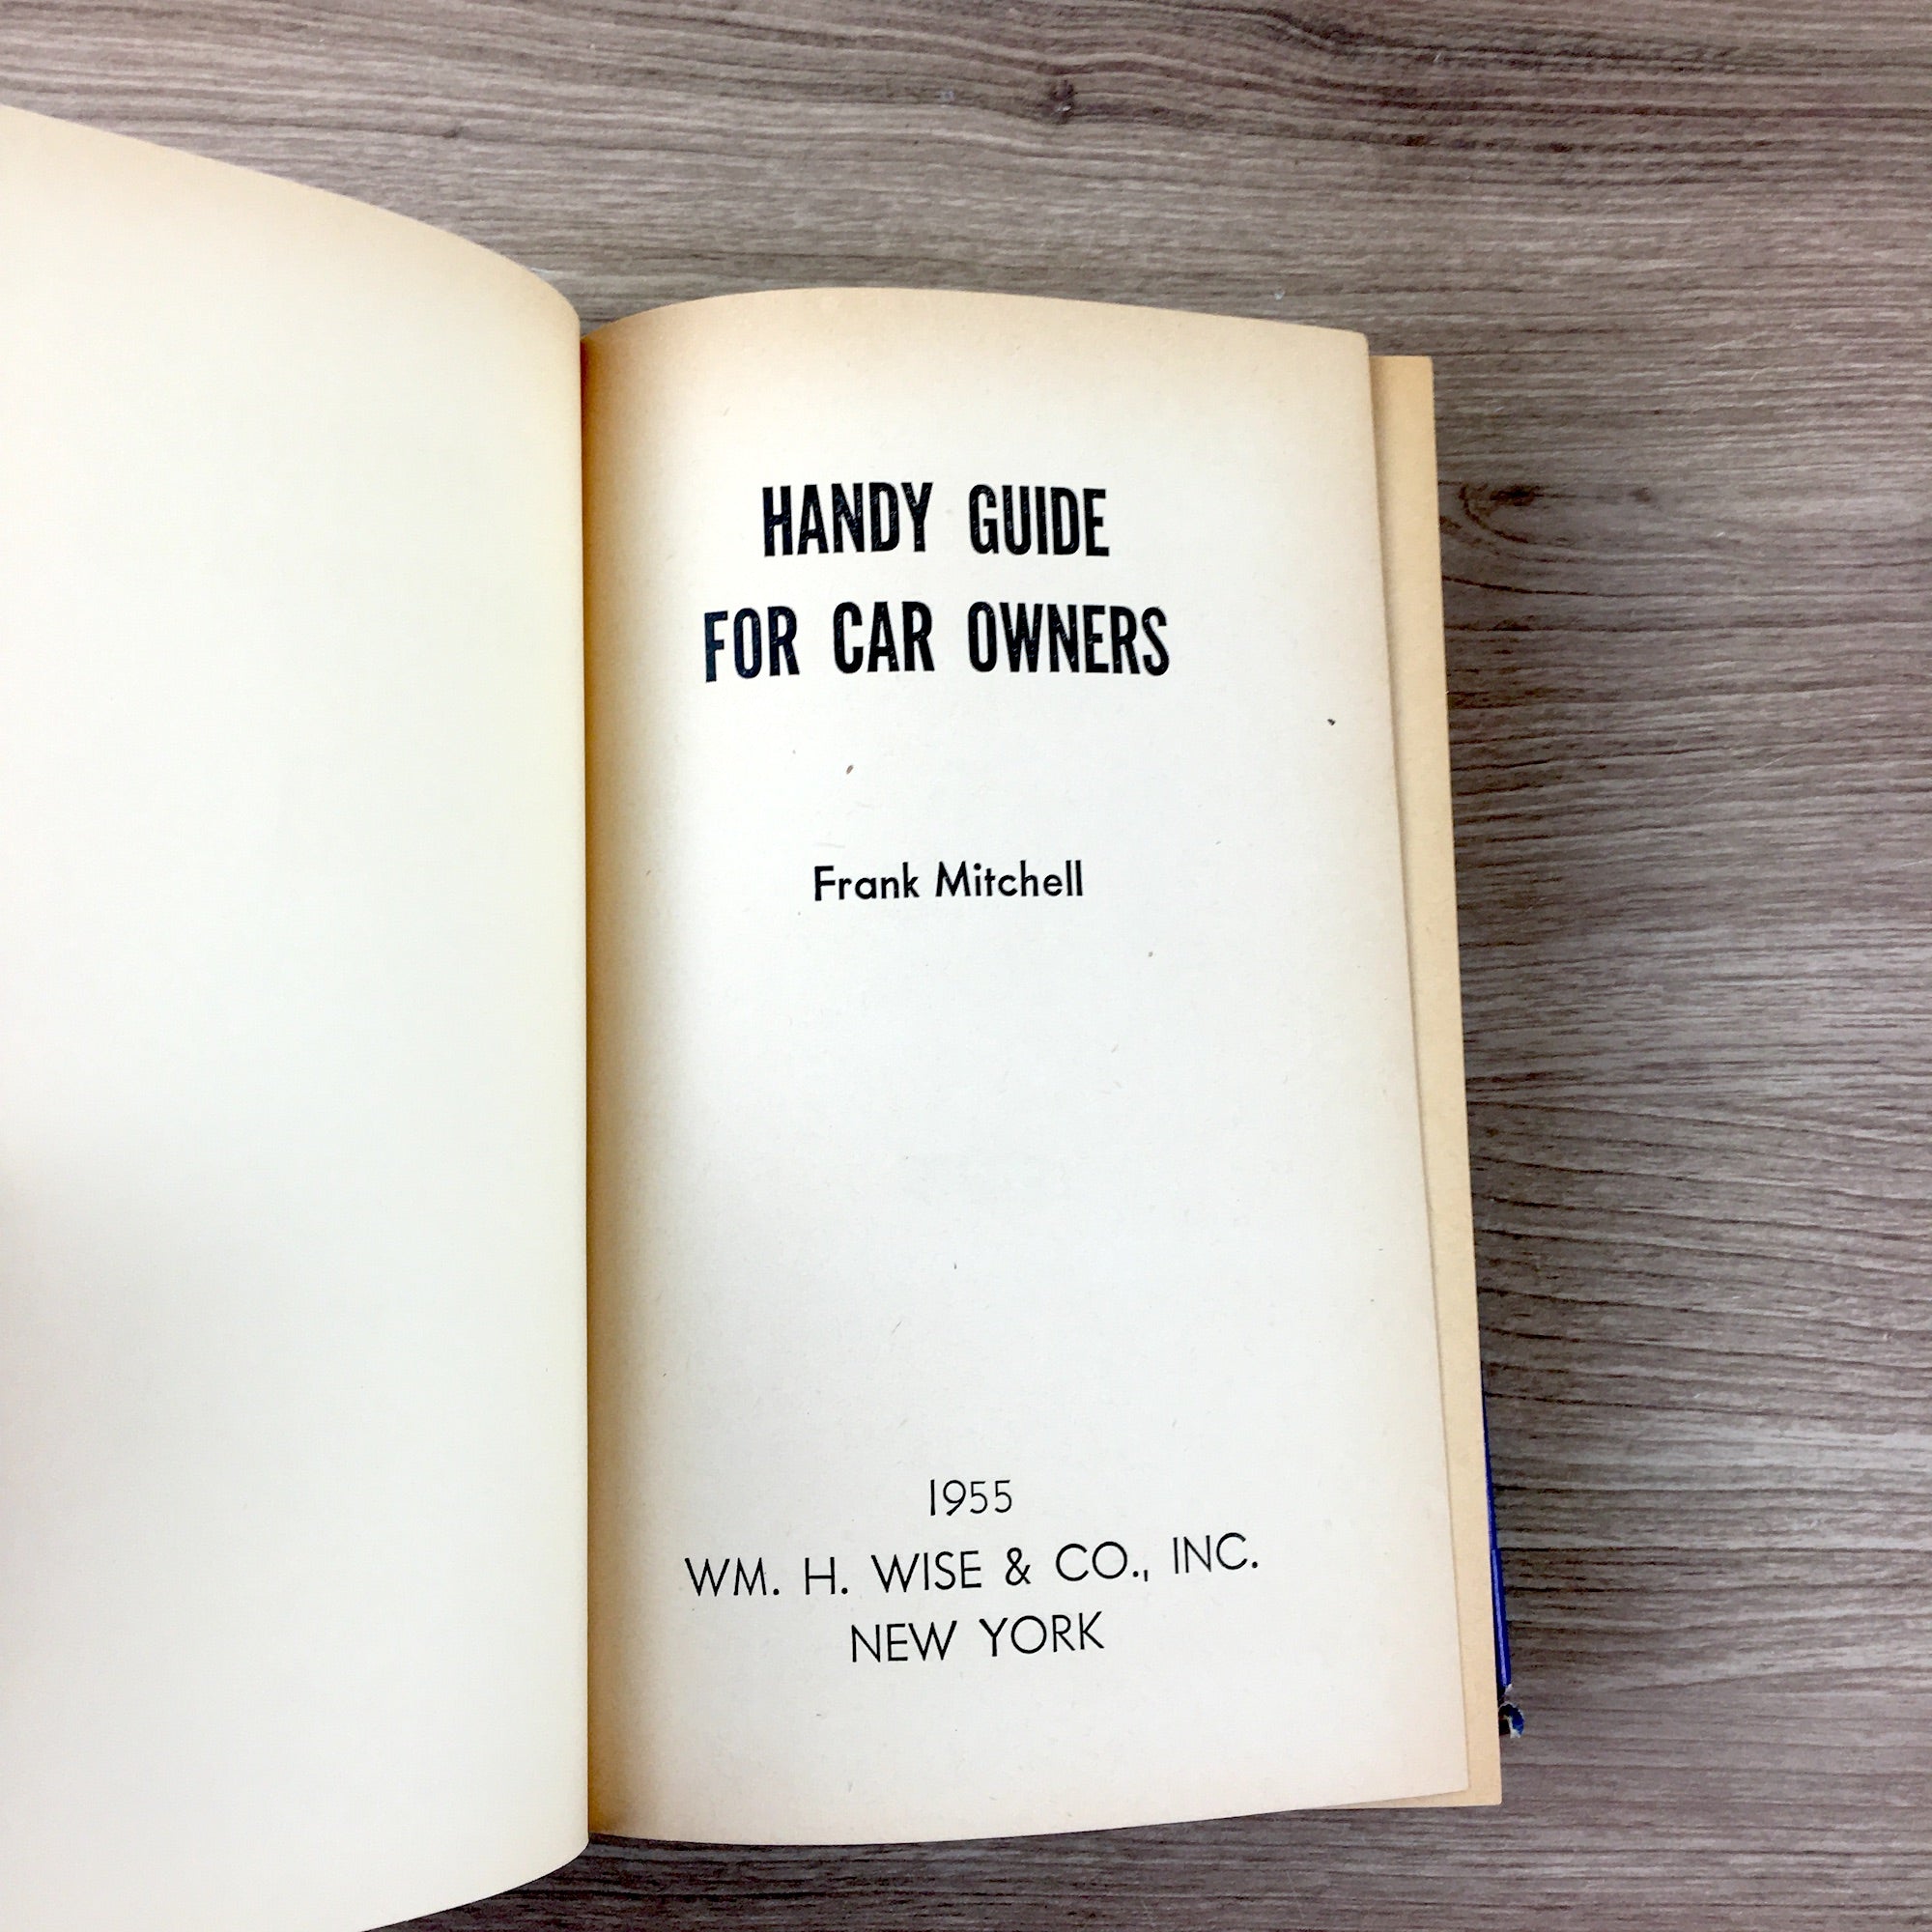 HANDY GUIDE
FOR CAR OWNERS
Frank Mitchell
1955
WM. H. WISE & CO., INC.
NEW YORK